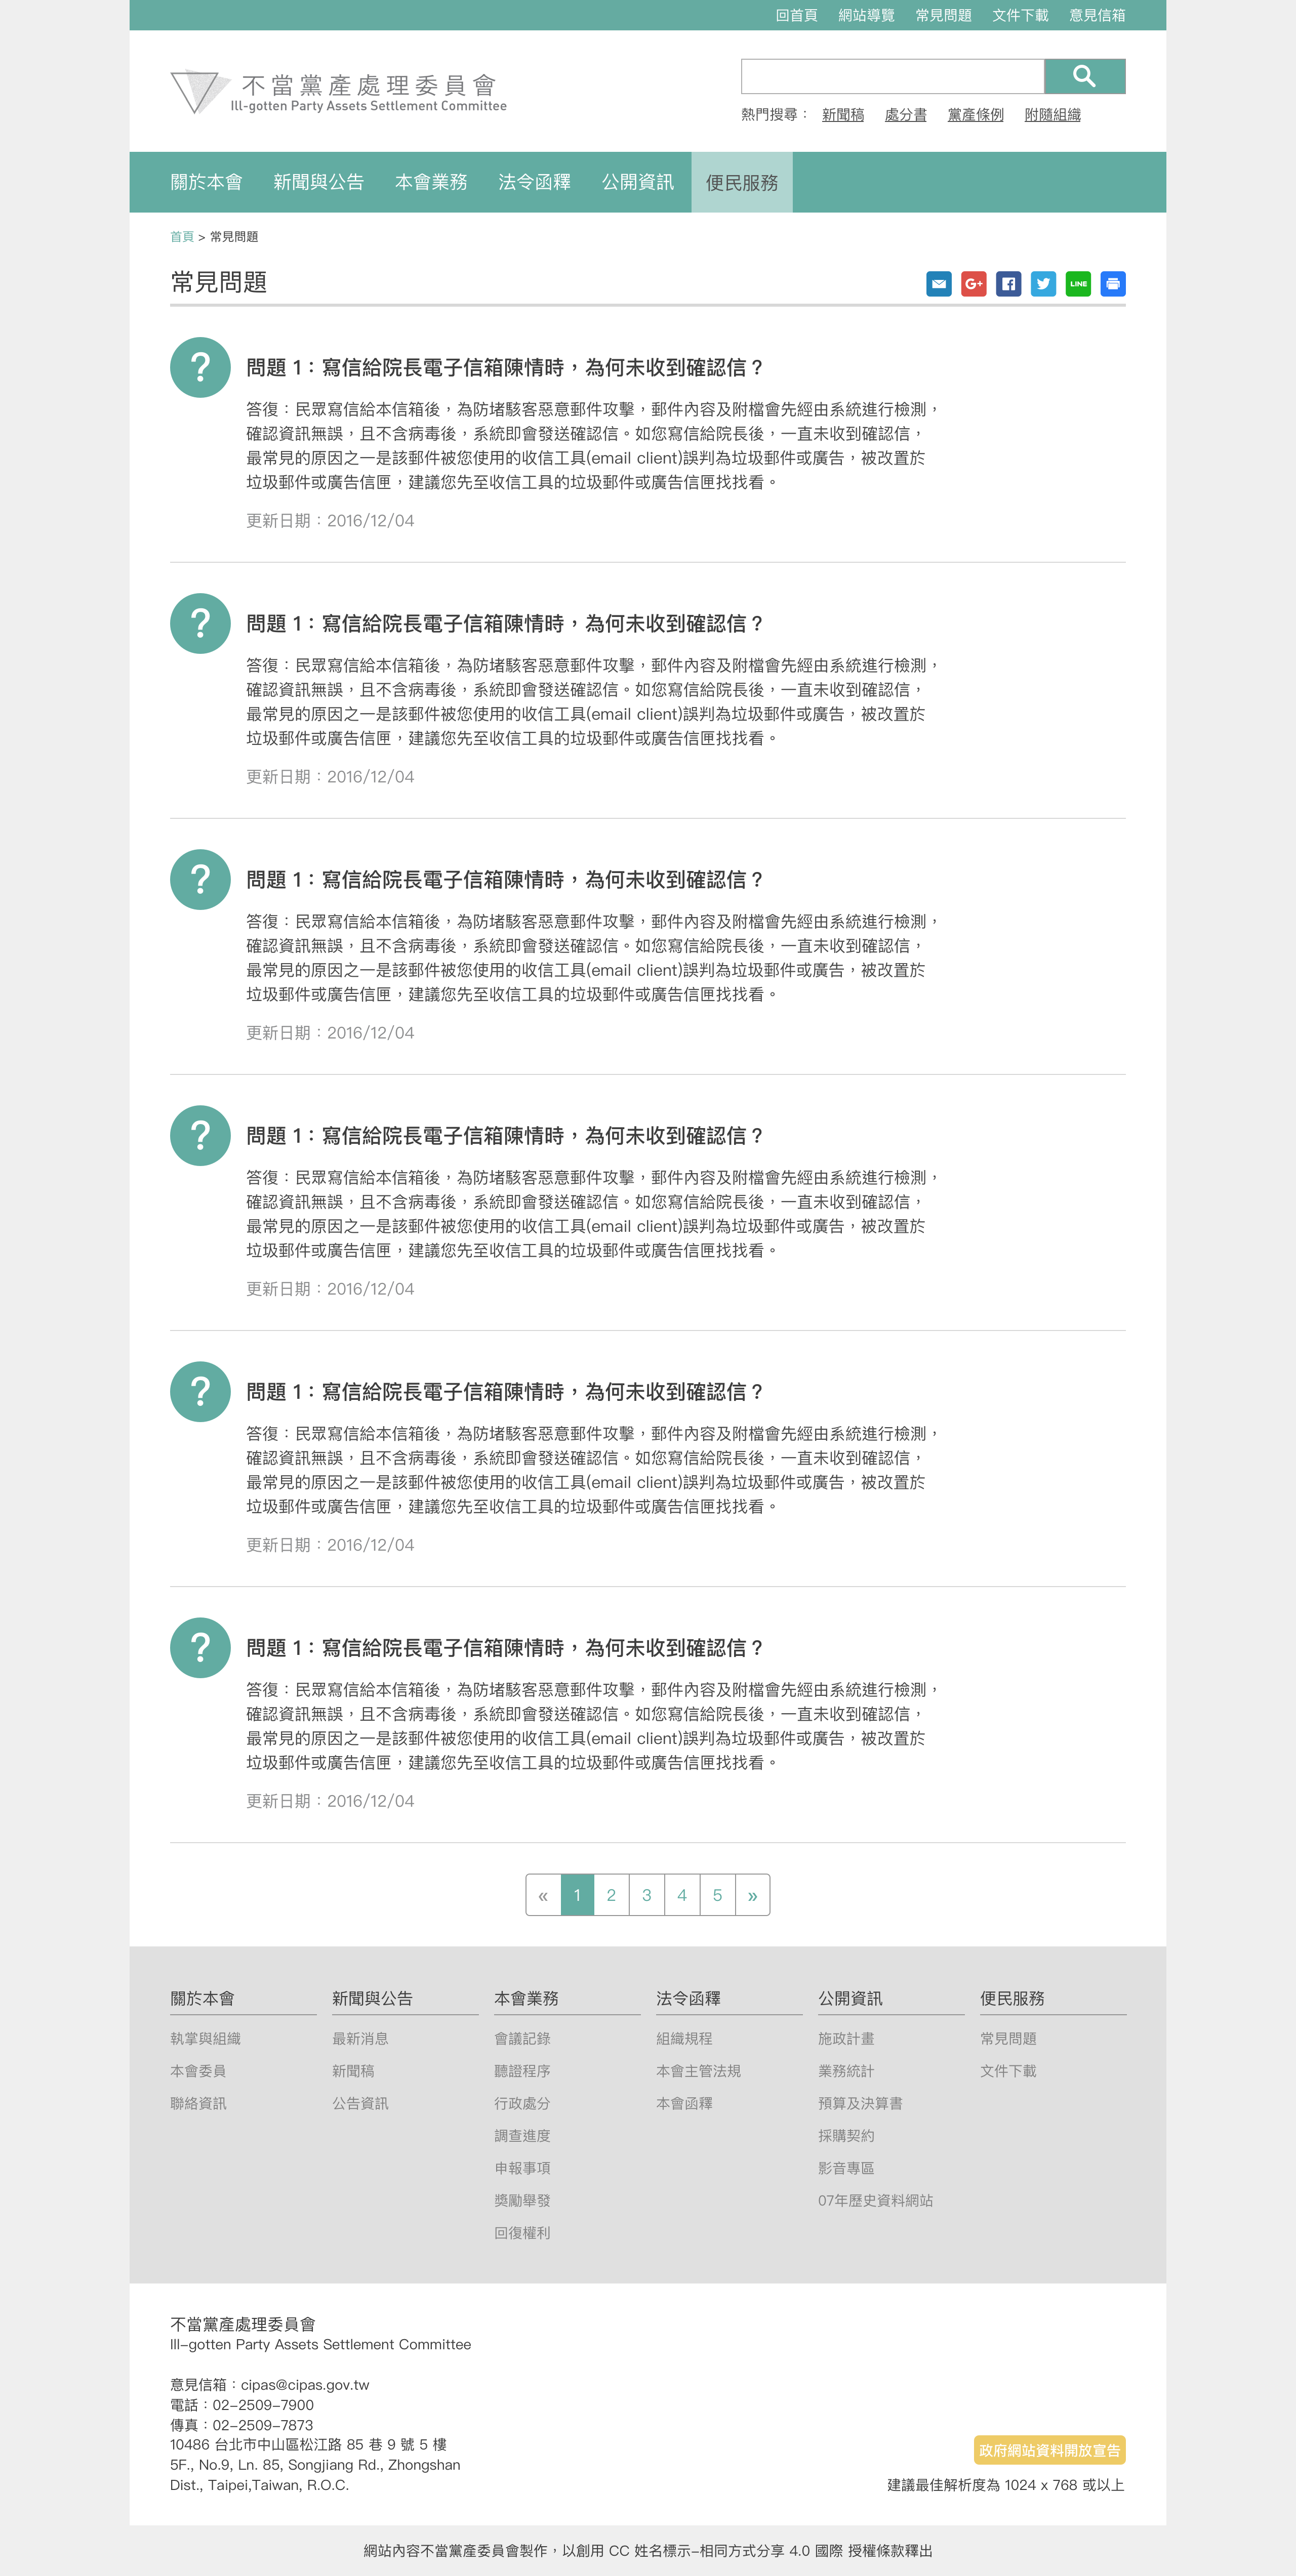 回首頁 網站導覽 常見問題 文件下載 意見信箱
不當黨產處理委員會
Ill-gotten Party Assets Settlement Committee
熱門搜尋： 新聞稿 處分書 黨產條例 附隨組織
關於本會 新聞與公告 本會業務 法令函釋 公開資訊 便民服務
首頁 > 常見問題
常見問題
G+ LINE
?
問題 1：寫信給院長電子信箱陳情時，為何未收到確認信？
答復：民眾寫信給本信箱後，為防堵駭客惡意郵件攻擊，郵件內容及附檔會先經由系統進行檢測，
確認資訊無誤，且不含病毒後，系統即會發送確認信。如您寫信給院長後，一直未收到確認信，
最常見的原因之一是該郵件被您使用的收信工具(email client)誤判為垃圾郵件或廣告，被改置於
垃圾郵件或廣告信匣，建議您先至收信工具的垃圾郵件或廣告信匣找找看。
更新日期：2016/12/04
?
問題 1：寫信給院長電子信箱陳情時，為何未收到確認信？
答復：民眾寫信給本信箱後，為防堵駭客惡意郵件攻擊，郵件內容及附檔會先經由系統進行檢測，
確認資訊無誤，且不含病毒後，系統即會發送確認信。如您寫信給院長後，一直未收到確認信，
最常見的原因之一是該郵件被您使用的收信工具(email client)誤判為垃圾郵件或廣告，被改置於
垃圾郵件或廣告信匣，建議您先至收信工具的垃圾郵件或廣告信匣找找看。
更新日期：2016/12/04
?
問題 1：寫信給院長電子信箱陳情時，為何未收到確認信？
答復：民眾寫信給本信箱後，為防堵駭客惡意郵件攻擊，郵件內容及附檔會先經由系統進行檢測，
確認資訊無誤，且不含病毒後，系統即會發送確認信。如您寫信給院長後，一直未收到確認信，
最常見的原因之一是該郵件被您使用的收信工具(email client)誤判為垃圾郵件或廣告，被改置於
垃圾郵件或廣告信匣，建議您先至收信工具的垃圾郵件或廣告信匣找找看。
更新日期：2016/12/04
?
問題 1：寫信給院長電子信箱陳情時，為何未收到確認信？
答復：民眾寫信給本信箱後，為防堵駭客惡意郵件攻擊，郵件內容及附檔會先經由系統進行檢測，
確認資訊無誤，且不含病毒後，系統即會發送確認信。如您寫信給院長後，一直未收到確認信，
最常見的原因之一是該郵件被您使用的收信工具(email client)誤判為垃圾郵件或廣告，被改置於
垃圾郵件或廣告信匣，建議您先至收信工具的垃圾郵件或廣告信匣找找看。
更新日期：2016/12/04
?
問題 1：寫信給院長電子信箱陳情時，為何未收到確認信？
答復：民眾寫信給本信箱後，為防堵駭客惡意郵件攻擊，郵件內容及附檔會先經由系統進行檢測，
確認資訊無誤，且不含病毒後，系統即會發送確認信。如您寫信給院長後，一直未收到確認信，
最常見的原因之一是該郵件被您使用的收信工具(email client)誤判為垃圾郵件或廣告，被改置於
垃圾郵件或廣告信匣，建議您先至收信工具的垃圾郵件或廣告信匣找找看。
更新日期：2016/12/04
?
問題 1：寫信給院長電子信箱陳情時，為何未收到確認信？
答復：民眾寫信給本信箱後，為防堵駭客惡意郵件攻擊，郵件內容及附檔會先經由系統進行檢測，
確認資訊無誤，且不含病毒後，系統即會發送確認信。如您寫信給院長後，一直未收到確認信，
最常見的原因之一是該郵件被您使用的收信工具(email client)誤判為垃圾郵件或廣告，被改置於
垃圾郵件或廣告信匣，建議您先至收信工具的垃圾郵件或廣告信匣找找看。
更新日期：2016/12/04
« 1 2 3 4 5 »
關於本會
執掌與組織
本會委員
聯絡資訊
新聞與公告
最新消息
新聞稿
公告資訊
本會業務
會議記錄
聽證程序
行政處分
調查進度
申報事項
獎勵舉發
回復權利
法令函釋
組織規程
本會主管法規
本會函釋
公開資訊
施政計畫
業務統計
預算及決算書
採購契約
影音專區
07年歷史資料網站
便民服務
常見問題
文件下載
不當黨產處理委員會
Ill-gotten Party Assets Settlement Committee
意見信箱：cipas@cipas.gov.tw
電話：02-2509-7900
傳真：02-2509-7873
10486 台北市中山區松江路 85 巷 9 號 5 樓
5F., No.9, Ln. 85, Songjiang Rd., Zhongshan
Dist., Taipei,Taiwan, R.O.C.
政府網站資料開放宣告
建議最佳解析度為 1024 x 768 或以上
網站內容不當黨產委員會製作，以創用 CC 姓名標示-相同方式分享 4.0 國際 授權條款釋出